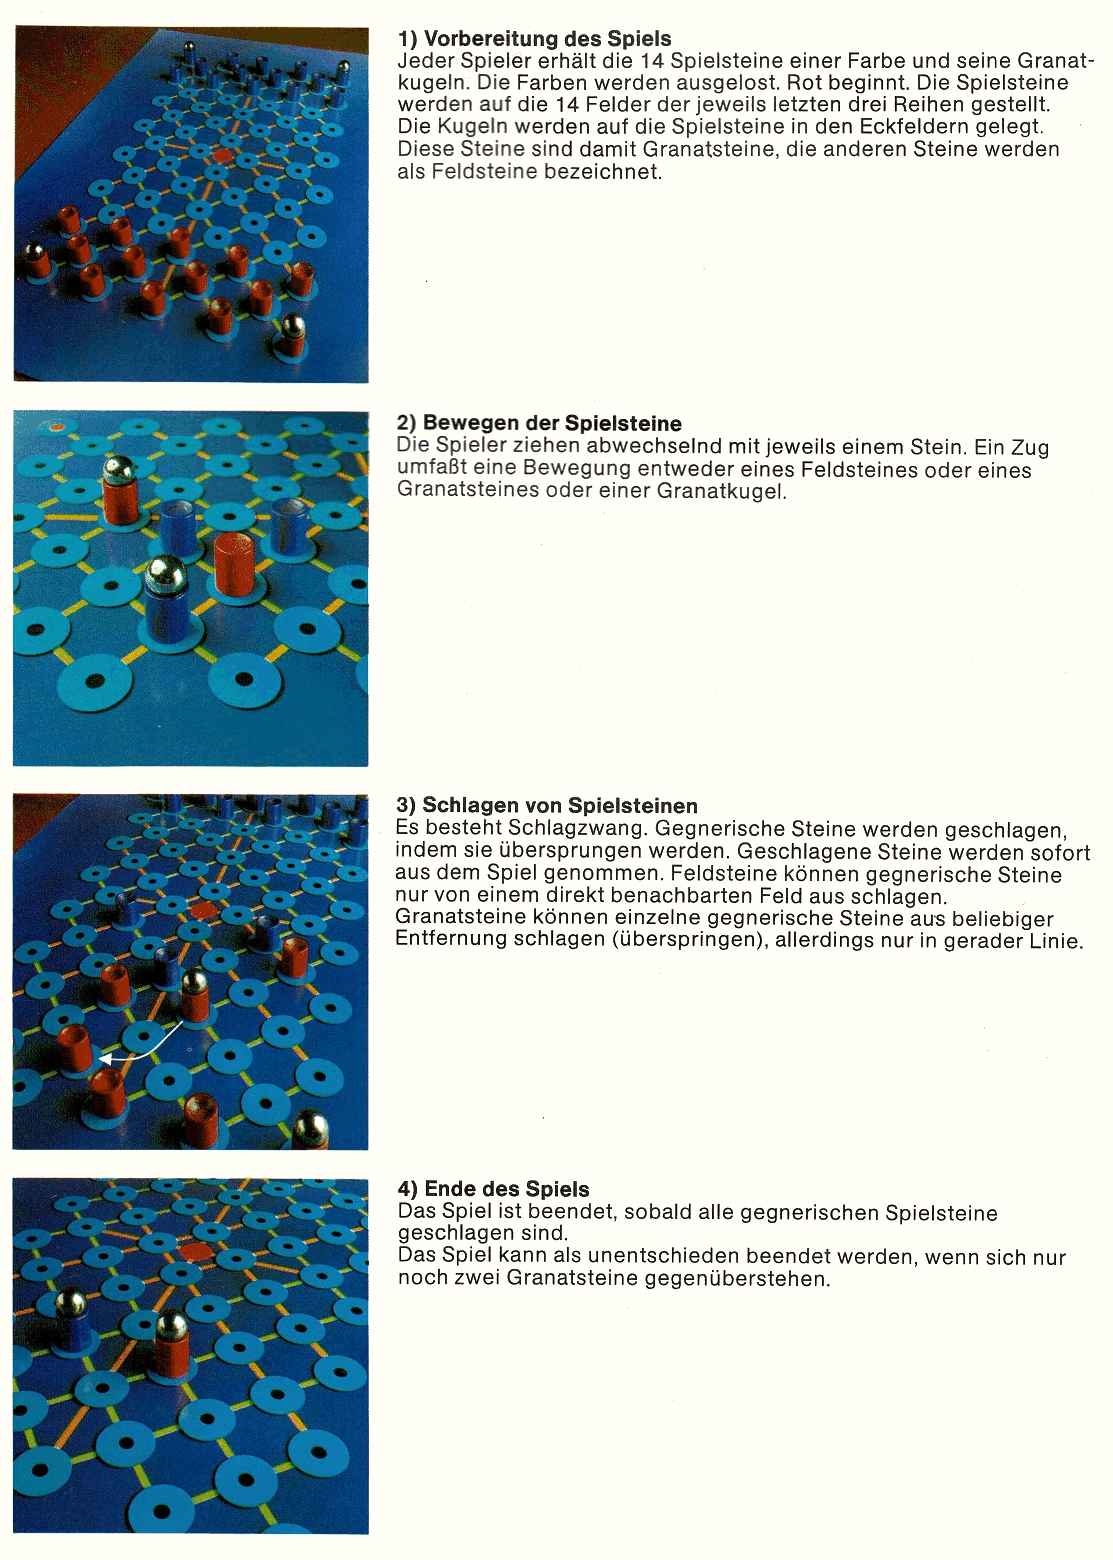 1) Vorbereitung des Spiels
Jeder Spieler erhält die 14 Spielsteine einer Farbe und seine Granat-
kugeln. Die Farben werden ausgelost. Rot beginnt. Die Spielsteine
werden auf die 14 Felder der jeweils letzten drei Reihen gestellt.
Die Kugeln werden auf die Spielsteine in den Eckfeldern gelegt.
Diese Steine sind damit Granatsteine, die anderen Steine werden
als Feldsteine bezeichnet.
2) Bewegen der Spielsteine
Die Spieler ziehen abwechselnd mit jeweils einem Stein. Ein Zug
umfaßt eine Bewegung entweder eines Feldsteines oder eines
Granatsteines oder einer Granatkugel.
3) Schlagen von Spielsteinen
Es besteht Schlagzwang. Gegnerische Steine werden geschlagen,
indem sie übersprungen werden. Geschlagene Steine werden sofort
aus dem Spiel genommen. Feldsteine können gegnerische Steine
nur von einem direkt benachbarten Feld aus schlagen.
Granatsteine können einzelne gegnerische Steine aus beliebiger
Entfernung schlagen (überspringen), allerdings nur in gerader Linie.
4) Ende des Spiels
Das Spiel ist beendet, sobald alle gegnerischen Spielsteine
geschlagen sind.
Das Spiel kann als unentschieden beendet werden, wenn sich nur
noch zwei Granatsteine gegenüberstehen.